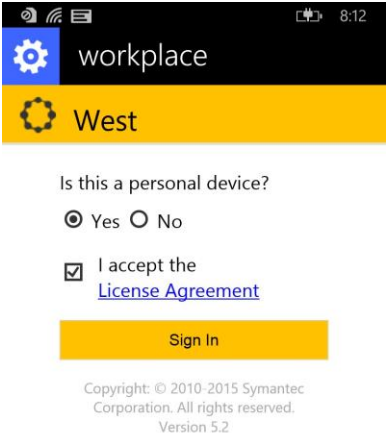 8:12
workplace
West
Is this a personal device?
Yes No
I accept the
License Agreement
Sign In
Copyright: © 2010-2015 Symantec
Corporation. All rights reserved.
Version 5.2